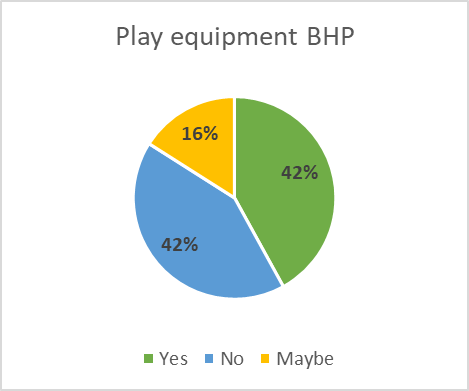 Play equipment BHP
16%
42%
42%
Yes No Maybe